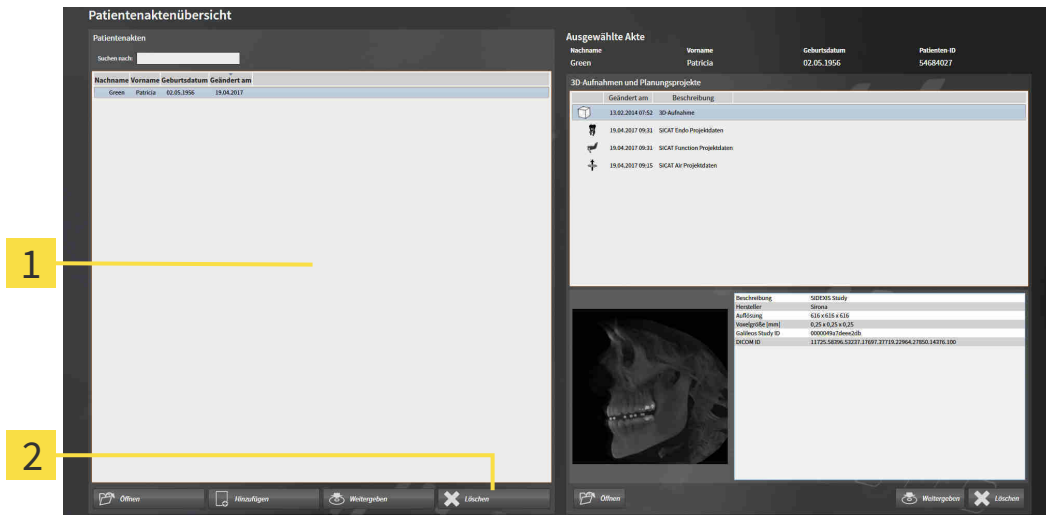 Patientenaktenübersicht
Patientenakten
Suchen nach:
Nachname Vorname Geburtsdatum Geändert am
Green Patricia 02.05.1956 19.04.2017
1
2
Öffnen Hinzufügen Weitergeben Löschen
Ausgewählte Akte
Nachname Vorname Geburtsdatum Patienten-ID
Green Patricia 02.05.1956 54684027
3D-Aufnahmen und Planungsprojekte
Geändert am Beschreibung
13.02.2014 07:52 3D-Aufnahme
19.04.2017 09:31 SICAT Endo Projektdaten
19.04.2017 09:31 SICAT Function Projektdaten
19.04.2017 09:15 SICAT Air Projektdaten
Beschreibung SIDEXIS Study
Hersteller Sirona
Auflösung 616 x 616 x 616
Voxelgröße [mm] 0,25 x 0,25 x 0,25
Galileos Study ID 0000049a7deee2db
DICOM ID 11725.58396.53237.17697.37719.22964.27850.14376.100
Öffnen Weitergeben Löschen